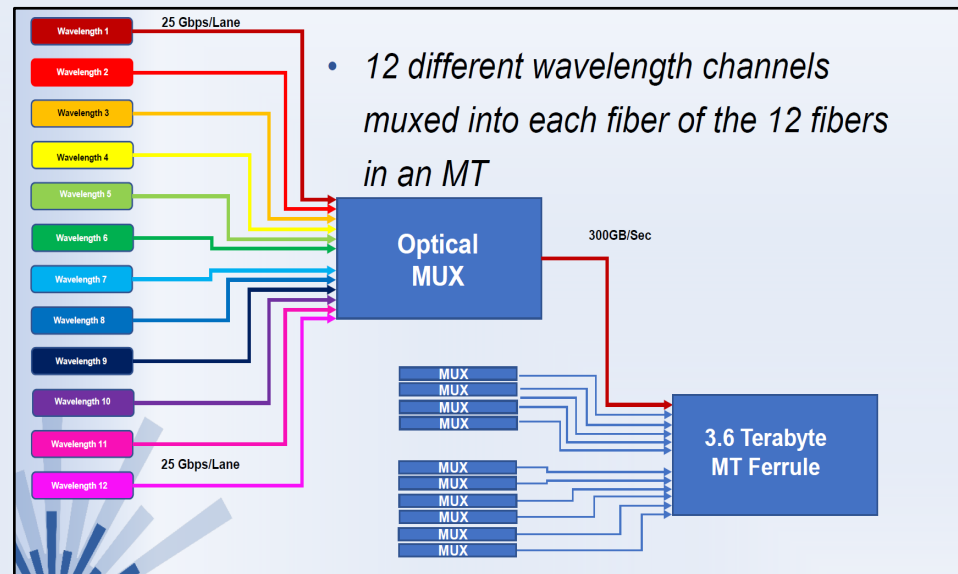 25 Gbps/Lane
Wavelength 1
Wavelength 2
Wavelength 3
Wavelength 4
Wavelength 5
Wavelength 6
Wavelength 7
Wavelength 8
Wavelength 9
Wavelength 10
Wavelength 11
25 Gbps/Lane
Wavelength 12
• 12 different wavelength channels
muxed into each fiber of the 12 fibers
in an MT
Optical
MUX
300GB/Sec
MUX
MUX
MUX
MUX
MUX
MUX
MUX
MUX
MUX
MUX
3.6 Terabyte
MT Ferrule